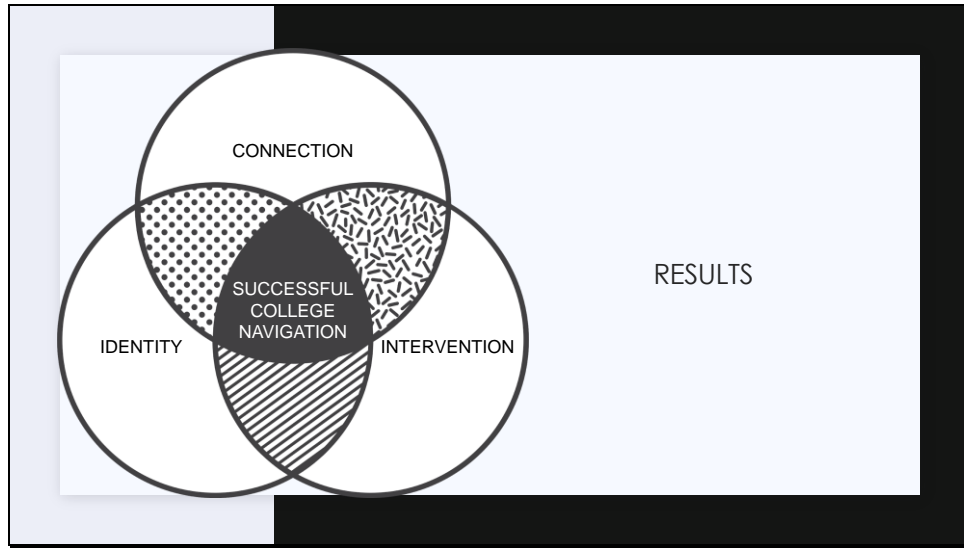 CONNECTION
SUCCESSFUL
COLLEGE
NAVIGATION
IDENTITY
INTERVENTION
RESULTS